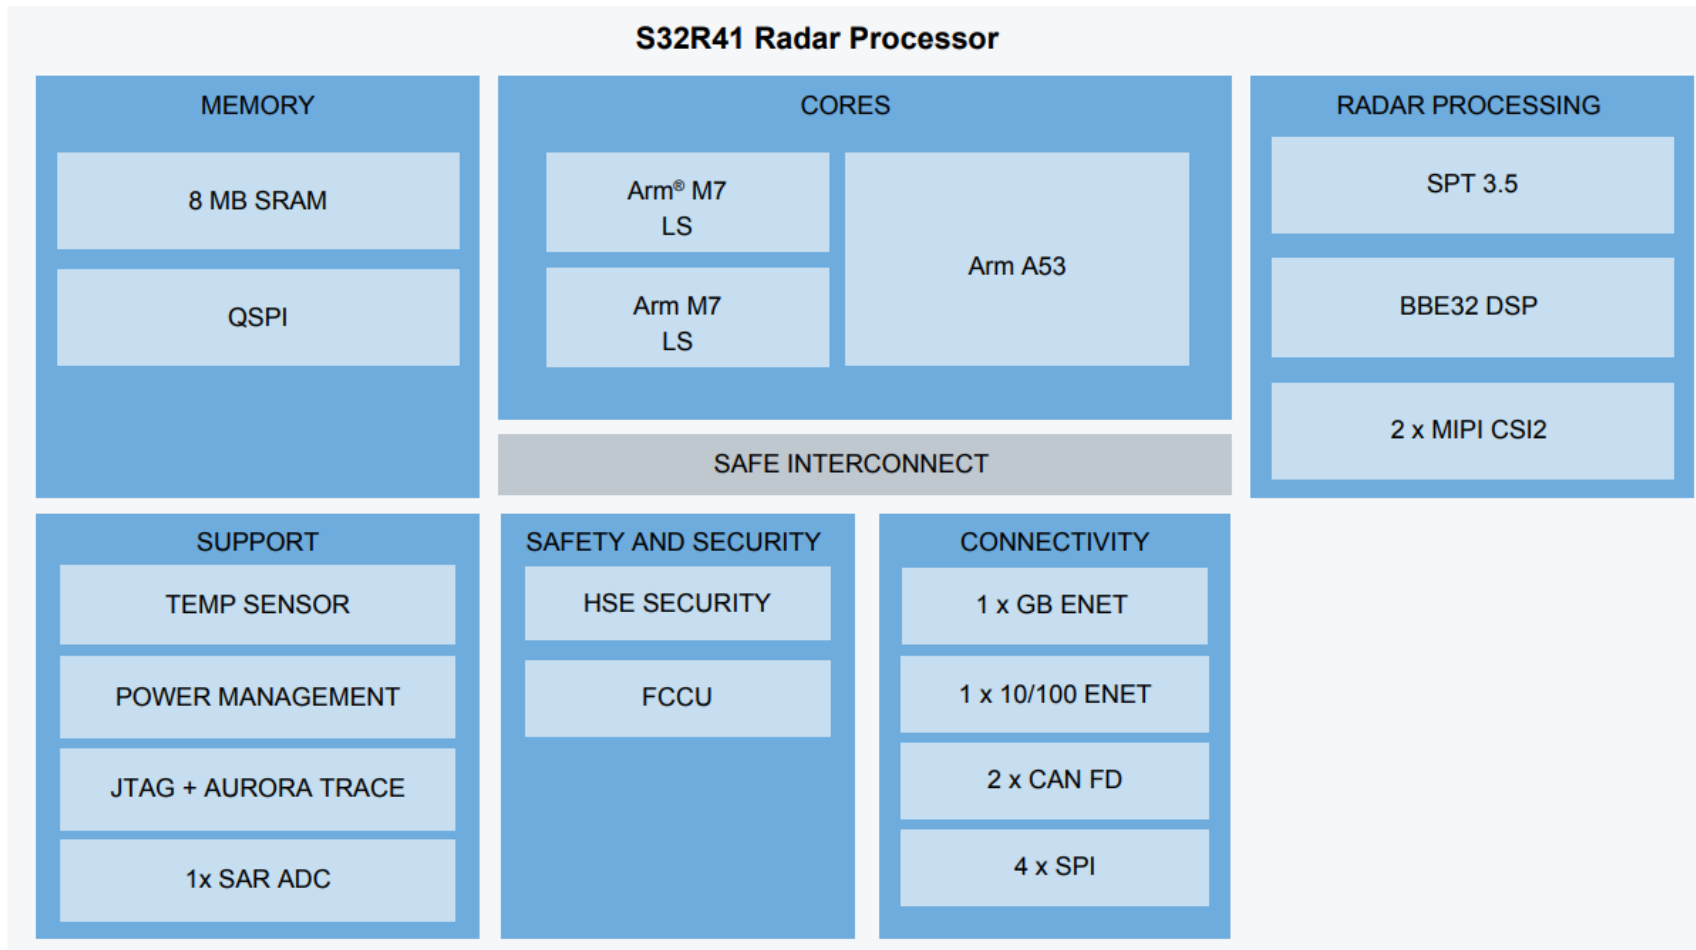 S32R41 Radar Processor
MEMORY
8 MB SRAM
QSPI
CORES
Arm® M7
LS
Arm M7
LS
Arm A53
RADAR PROCESSING
SPT 3.5
BBE32 DSP
2 x MIPI CSI2
SAFE INTERCONNECT
SUPPORT
TEMP SENSOR
POWER MANAGEMENT
JTAG + AURORA TRACE
1x SAR ADC
SAFETY AND SECURITY
HSE SECURITY
FCCU
CONNECTIVITY
1 x GB ENET
1 x 10/100 ENET
2 x CAN FD
4 x SPI